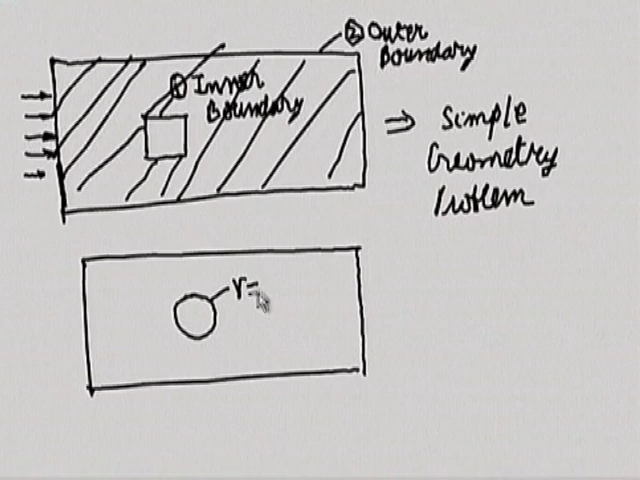 ② Outer
Boundary
① Inner
Boundary
⇒ Simple
Geometry
Problem
r=